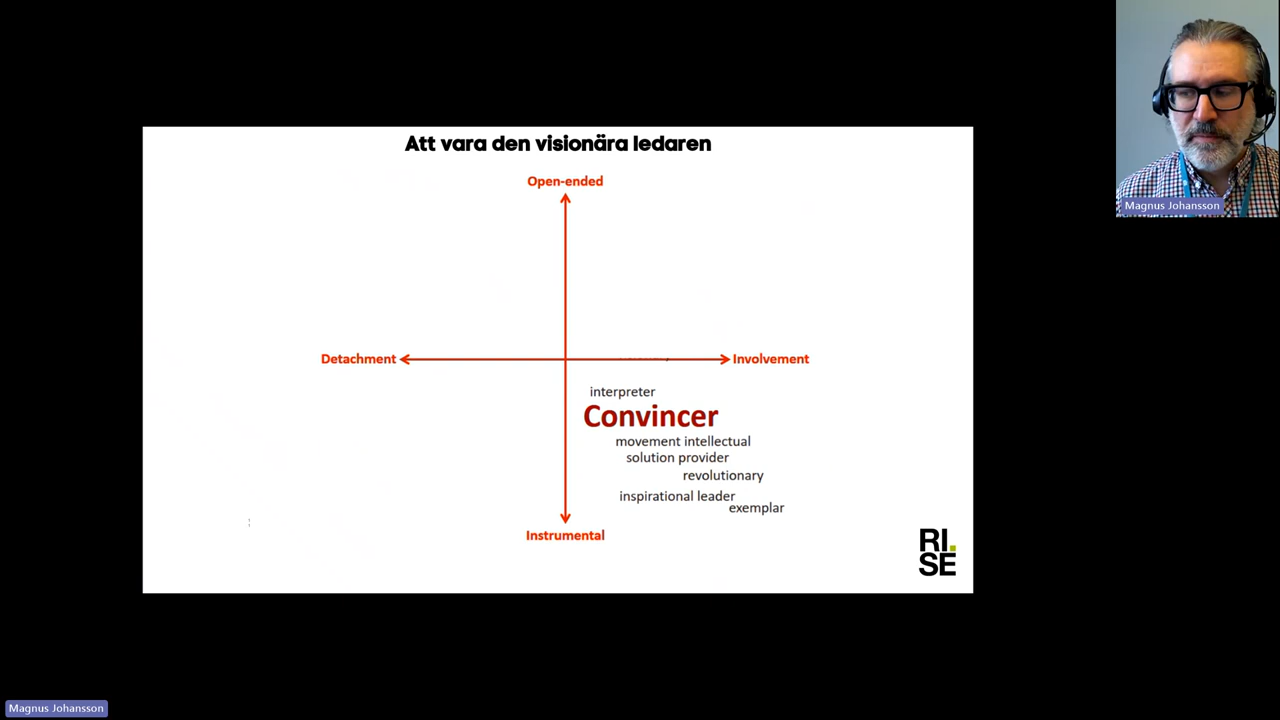 Att vara den visionära ledaren
Open-ended
Detachment
Involvement
interpreter
Convincer
movement intellectual
solution provider
revolutionary
inspirational leader
exemplar
Instrumental
RI.
SE
Magnus Johansson
Magnus Johansson